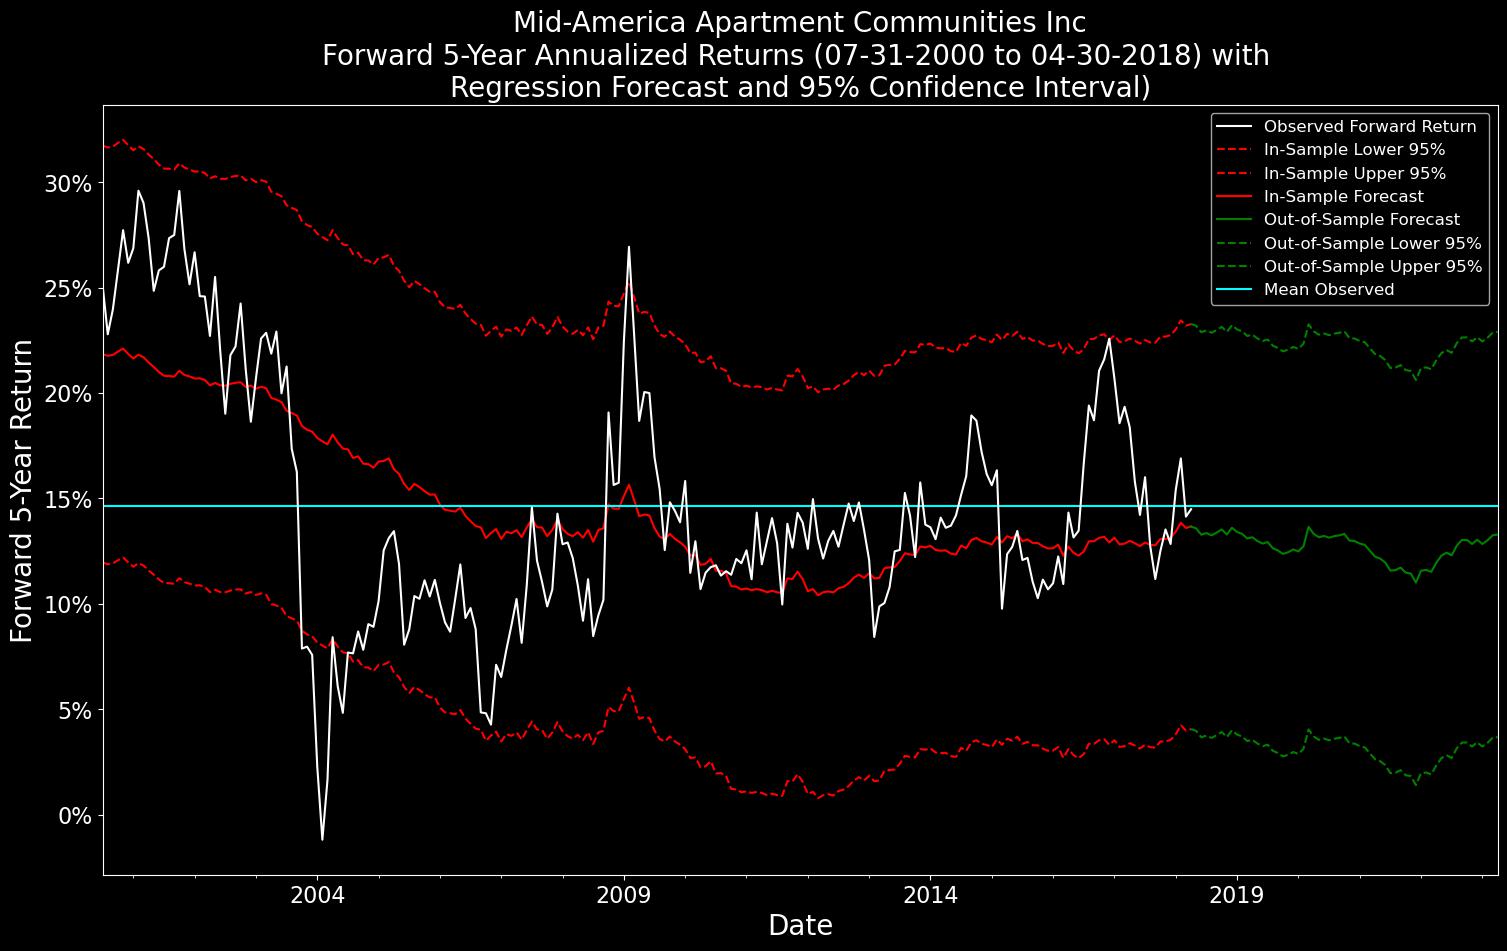 Mid-America Apartment Communities Inc
Forward 5-Year Annualized Returns (07-31-2000 to 04-30-2018) with
Regression Forecast and 95% Confidence Interval)
Observed Forward Return
In-Sample Lower 95%
In-Sample Upper 95%
In-Sample Forecast
Out-of-Sample Forecast
Out-of-Sample Lower 95%
Out-of-Sample Upper 95%
Mean Observed
Forward 5-Year Return
30%
25%
20%
15%
10%
5%
0%
2004
2009
2014
2019
Date